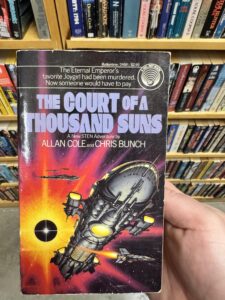 The Eternal Emperor's
favorite Joygirl had been murdered.
Now someone would have to pay.
THE COURT OF A
THOUSAND SUNS
A New STEN Adventure by
ALLAN COLE and CHRIS BUNCH